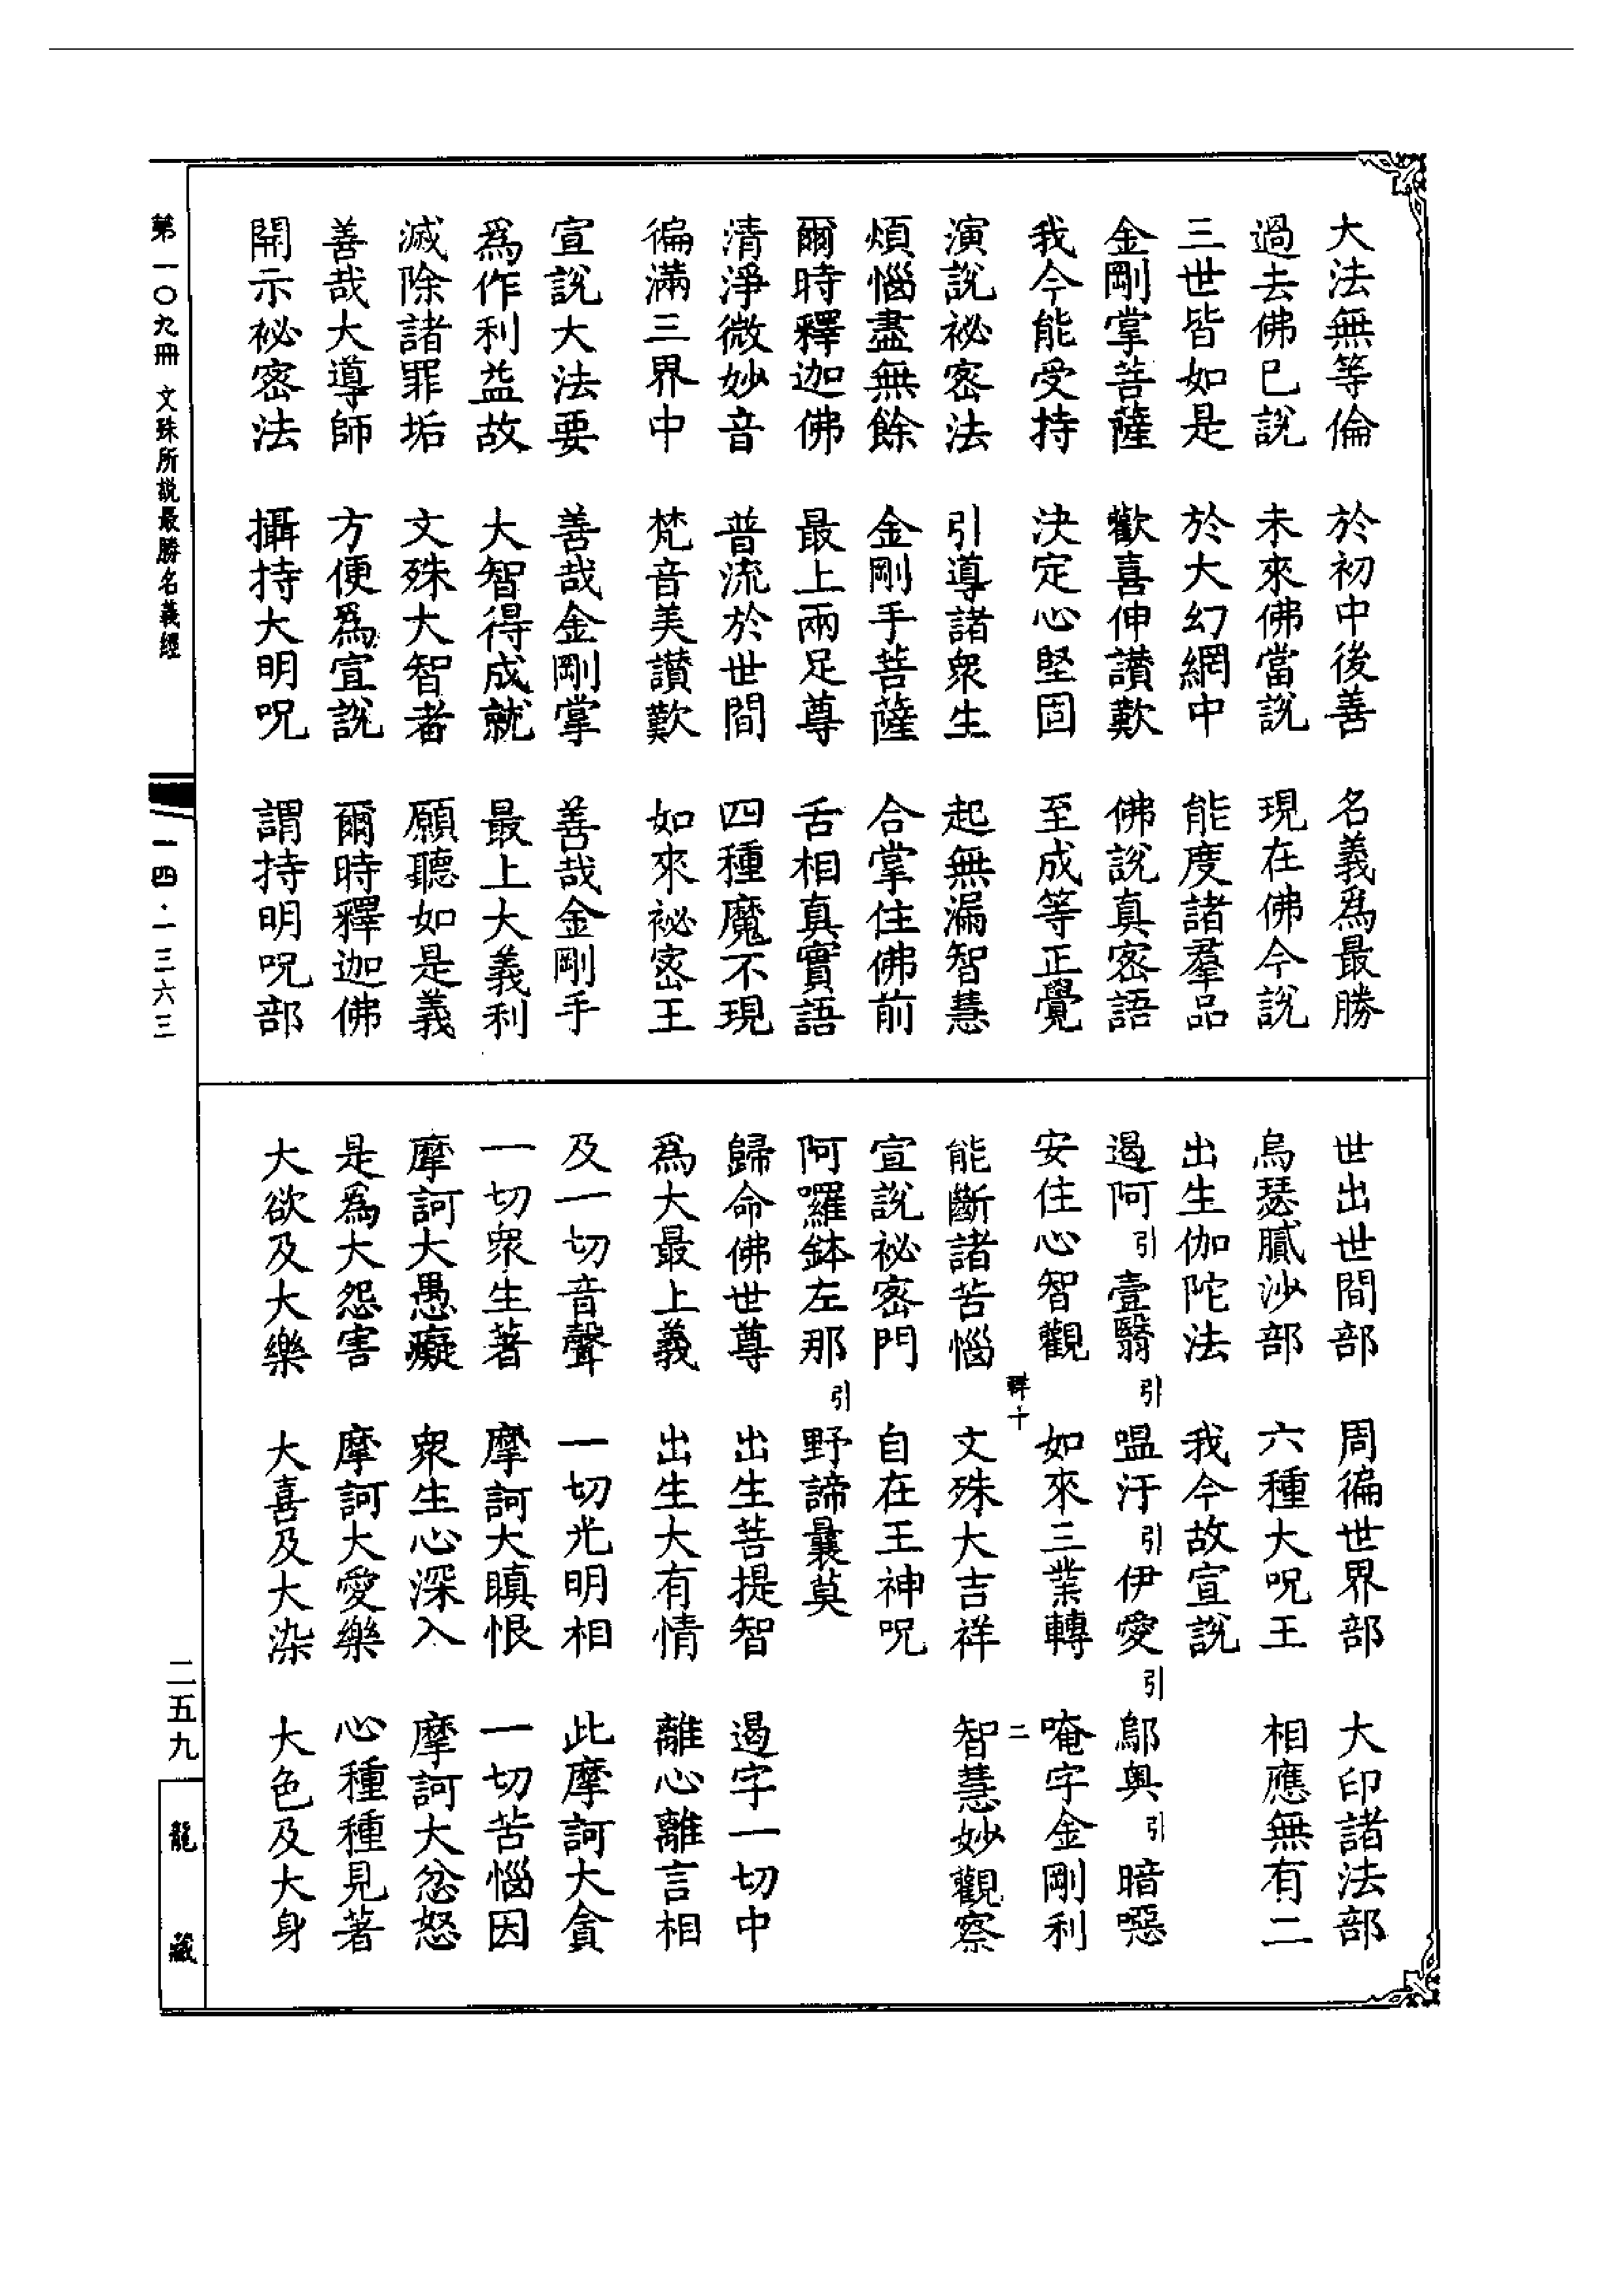 大法無等倫　於初中後善　名義爲最勝
過去佛已說　未來佛當說　現在佛今說
三世皆如是　於大幻網中　能度諸羣品
金剛掌菩薩　歡喜伸讚歎　佛說真密語
我今能受持　決定心堅固　至成等正覺
演說祕密法　引導諸衆生　起無漏智慧
煩惱盡無餘　金剛手菩薩　合掌住佛前
爾時釋迦佛　最上兩足尊　舌相真實語
清淨微妙音　普流於世間　四種魔不現
徧滿三界中　梵音美讚歎　如來祕密王
宣說大法要　善哉金剛掌　善哉金剛手
爲作利益故　大智得成就　最上大義利
滅除諸罪垢　文殊大智者　願聽如是義
善哉大導師　方便爲宣說　爾時釋迦佛
開示祕密法　攝持大明呪　謂持明呪部
世出世間部　周徧世界部　大印諸法部
烏瑟膩沙部　六種大呪王　相應無有二
出生伽陀法　我今故宣說
遏阿引壹翳引嗢汙引伊愛引鄔奥引暗噁
安住心智觀　如來三業轉　唵字金剛利
群十　二
能斷諸苦惱　文殊大吉祥　智慧妙觀察
宣說祕密門　自在王神呪
阿囉鉢左那引野諦曩莫
歸命佛世尊　出生菩提智　遏字一切中
爲大最上義　出生大有情　離心離言相
及一切音聲　一切光明相　此摩訶大貪
一切衆生著　摩訶大瞋恨　一切苦惱因
摩訶大愚癡　衆生心深入　摩訶大忿怒
是爲大怨害　摩訶大愛樂　心種種見著
大欲及大樂　大喜及大染　大色及大身
第一〇九冊　文殊所說最勝名義經
一四·一三六三
二五九
龍藏